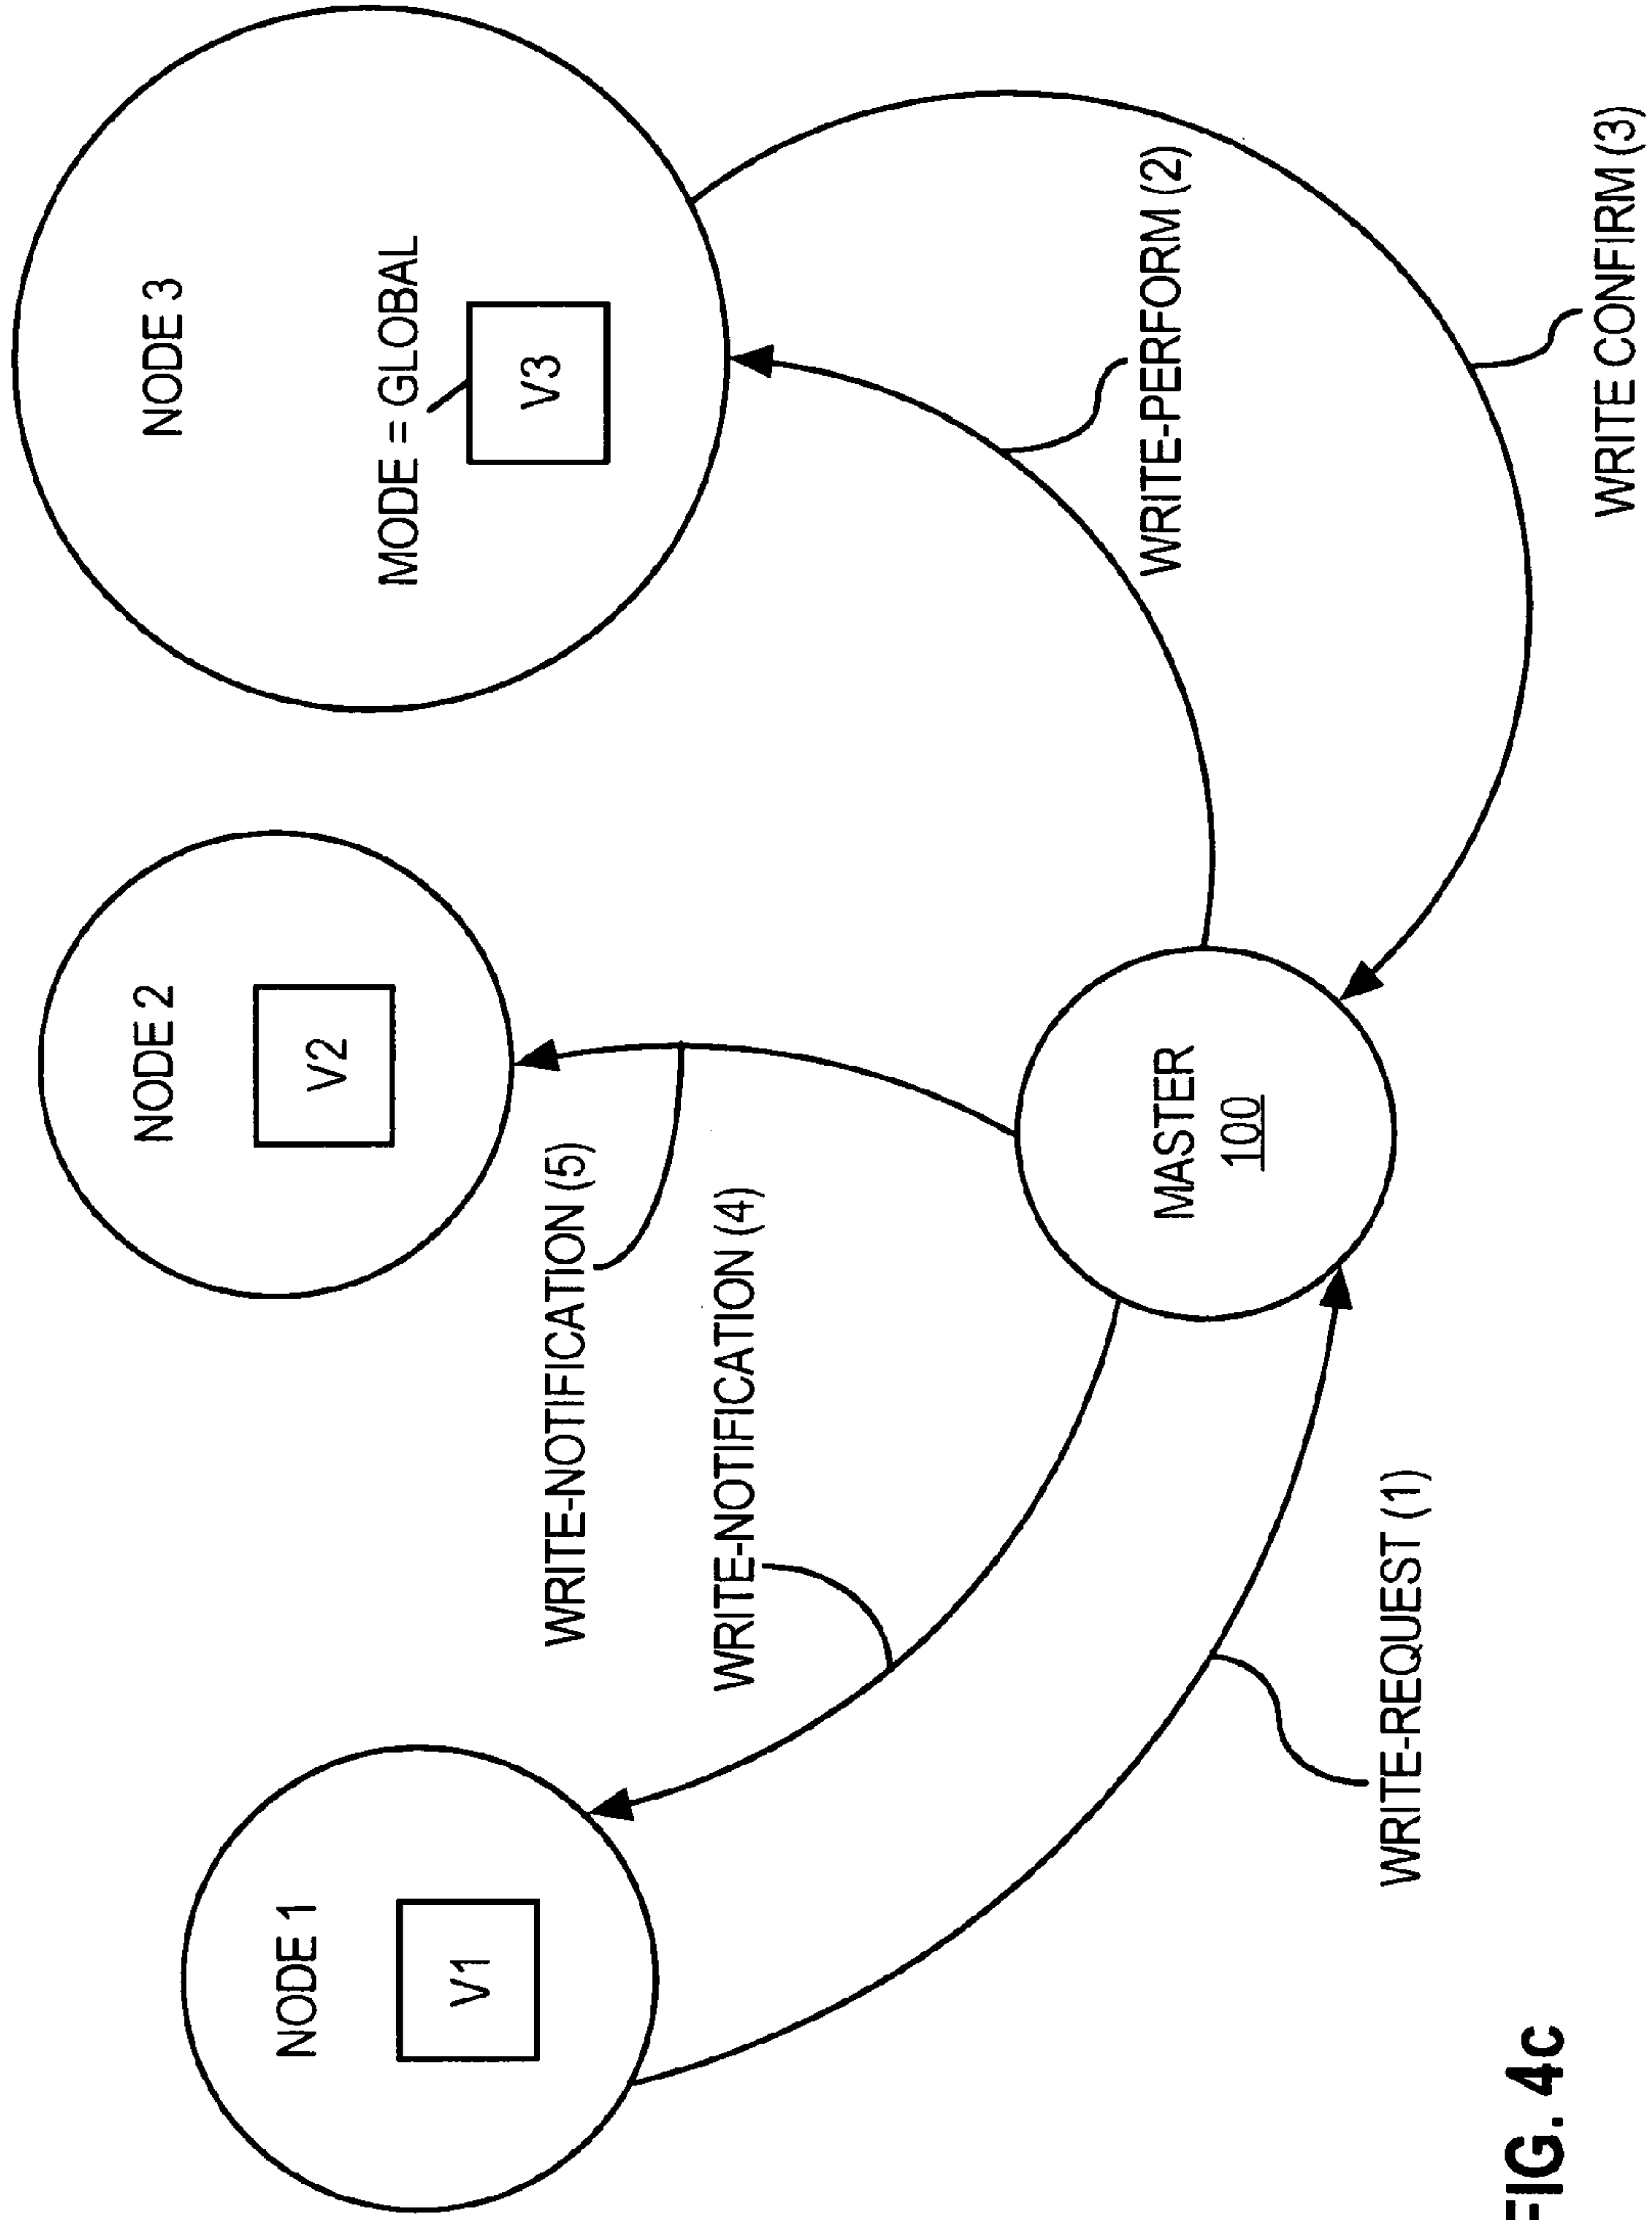 NODE 1
V1
NODE 2
V2
NODE 3
MODE = GLOBAL
V3
WRITE-NOTIFICATION (5)
WRITE-NOTIFICATION (4)
MASTER
100
WRITE-PERFORM (2)
WRITE-REQUEST (1)
WRITE CONFIRM (3)
FIG. 4c